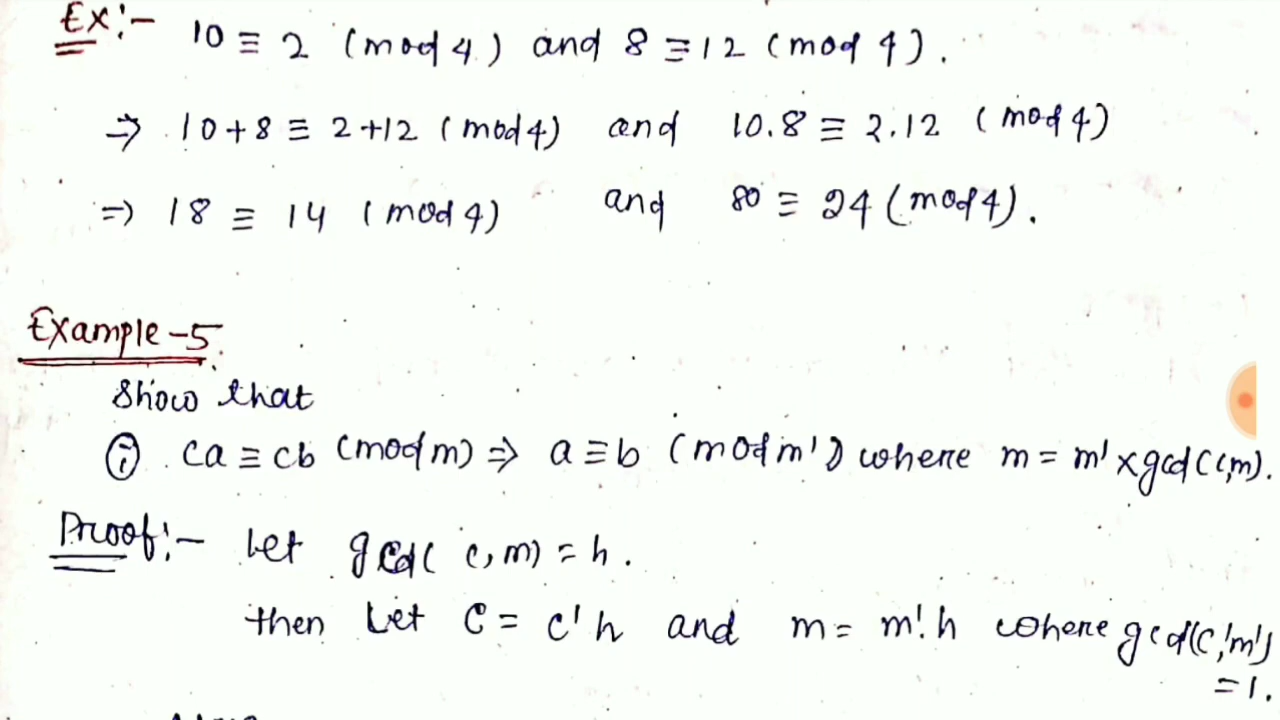 Ex:-
10 ≡ 2 (mod 4) and 8 ≡ 12 (mod 4).
⇒ 10+8 ≡ 2+12 (mod 4) and 10.8 ≡ 2.12 (mod 4)
⇒ 18 ≡ 14 (mod 4) and 80 ≡ 24 (mod 4).
Example-5
Show that
(i) ca ≡ cb (mod m) ⇒ a ≡ b (mod m') where m = m' x gcd(c,m).
Proof:- Let gcd(c, m) = h.
then Let c = c'h and m = m'.h where gcd(c',m')
= 1.